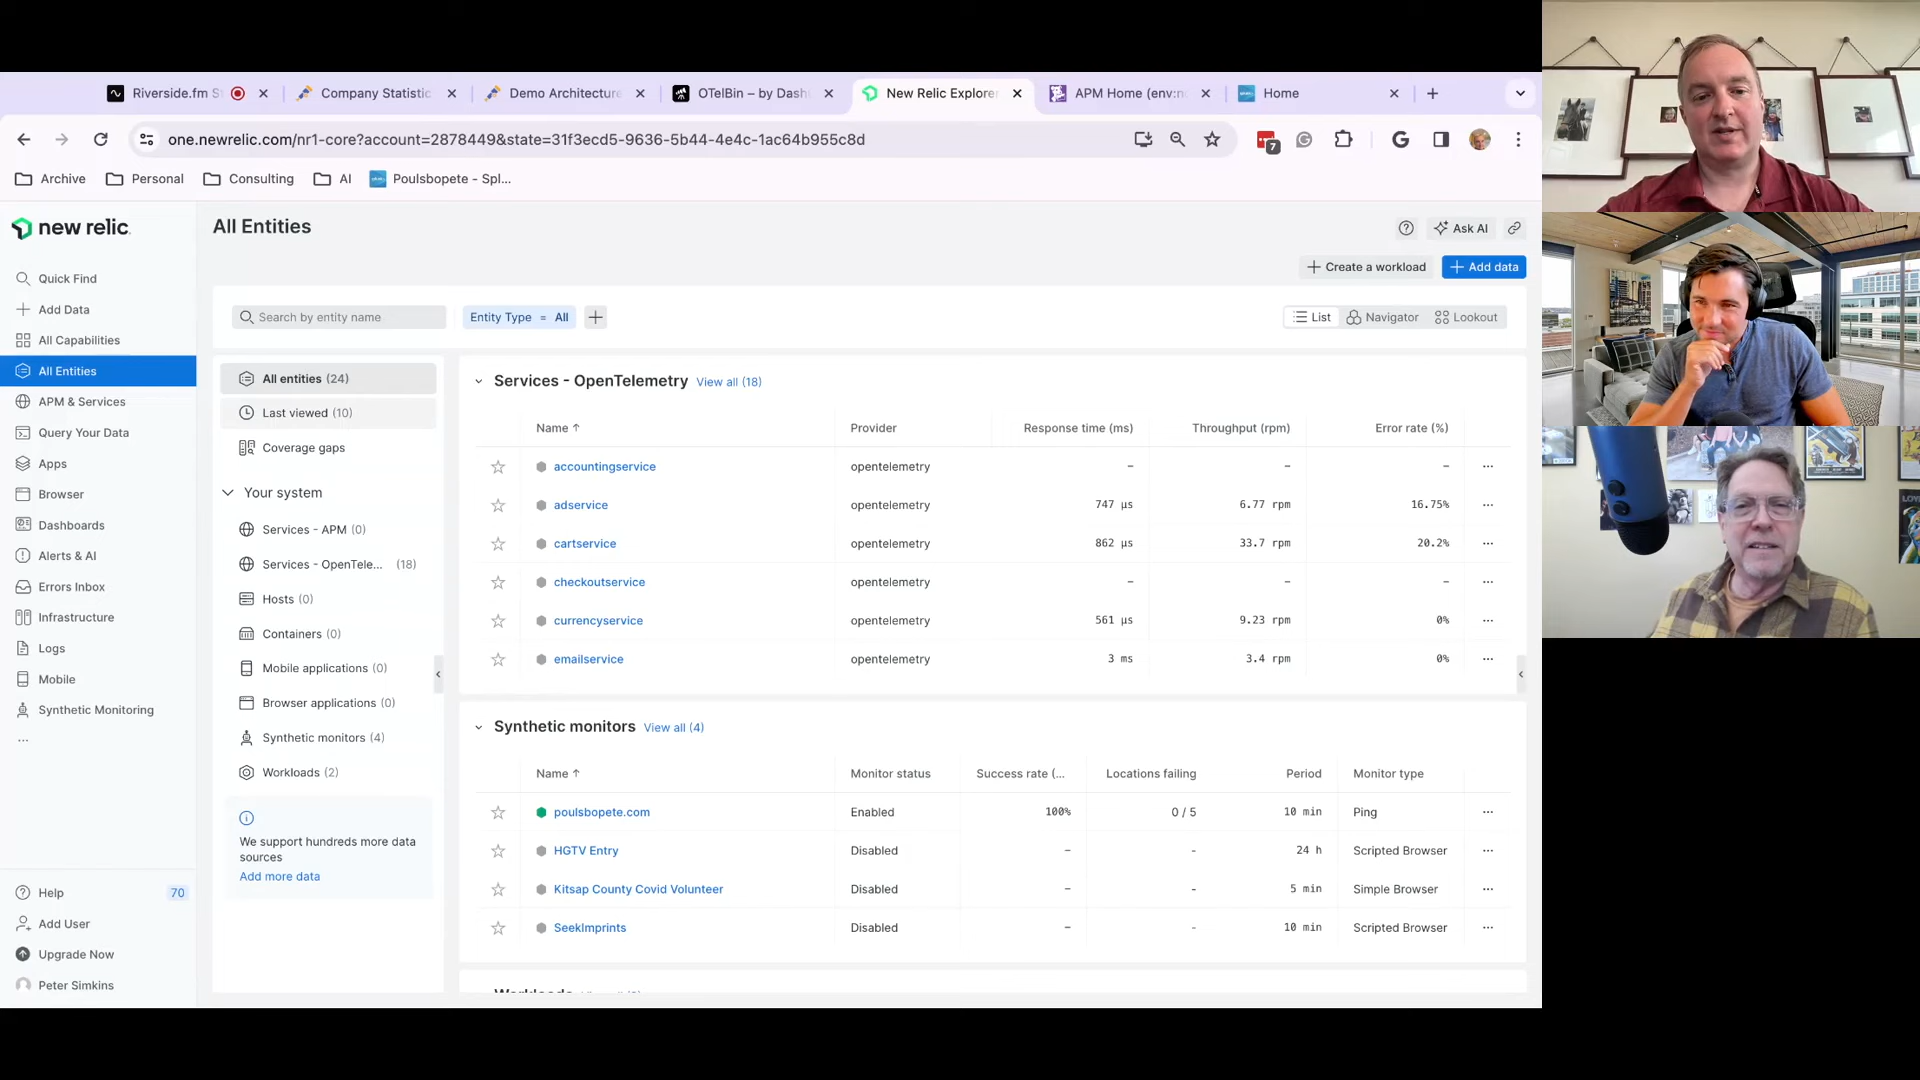 Riverside.fm S
Company Statistic
Demo Architecture
OTelBin – by Dash
New Relic Explorer
APM Home (env:n
Home
one.newrelic.com/nr1-core?account=2878449&state=31f3ecd5-9636-5b44-4e4c-1ac64b955c8d
7
Archive
Personal
Consulting
AI
Poulsbopete - Spl...
new relic
Quick Find
Add Data
All Capabilities
All Entities
APM & Services
Query Your Data
Apps
Browser
Dashboards
Alerts & AI
Errors Inbox
Infrastructure
Logs
Mobile
Synthetic Monitoring
...
Help 70
Add User
Upgrade Now
Peter Simkins
All Entities
Ask AI
Create a workload
Add data
Search by entity name
Entity Type = All
List
Navigator
Lookout
All entities (24)
Last viewed (10)
Coverage gaps
Your system
Services - APM (0)
Services - OpenTele... (18)
Hosts (0)
Containers (0)
Mobile applications (0)
Browser applications (0)
Synthetic monitors (4)
Workloads (2)
We support hundreds more data
sources
Add more data
Services - OpenTelemetry View all (18)
Name ↑ Provider Response time (ms) Throughput (rpm) Error rate (%)
accountingservice opentelemetry – – –
adservice opentelemetry 747 µs 6.77 rpm 16.75%
cartservice opentelemetry 862 µs 33.7 rpm 20.2%
checkoutservice opentelemetry – – –
currencyservice opentelemetry 561 µs 9.23 rpm 0%
emailservice opentelemetry 3 ms 3.4 rpm 0%
Synthetic monitors View all (4)
Name ↑ Monitor status Success rate (... Locations failing Period Monitor type
poulsbopete.com Enabled 100% 0 / 5 10 min Ping
HGTV Entry Disabled – - 24 h Scripted Browser
Kitsap County Covid Volunteer Disabled – - 5 min Simple Browser
SeekImprints Disabled – - 10 min Scripted Browser